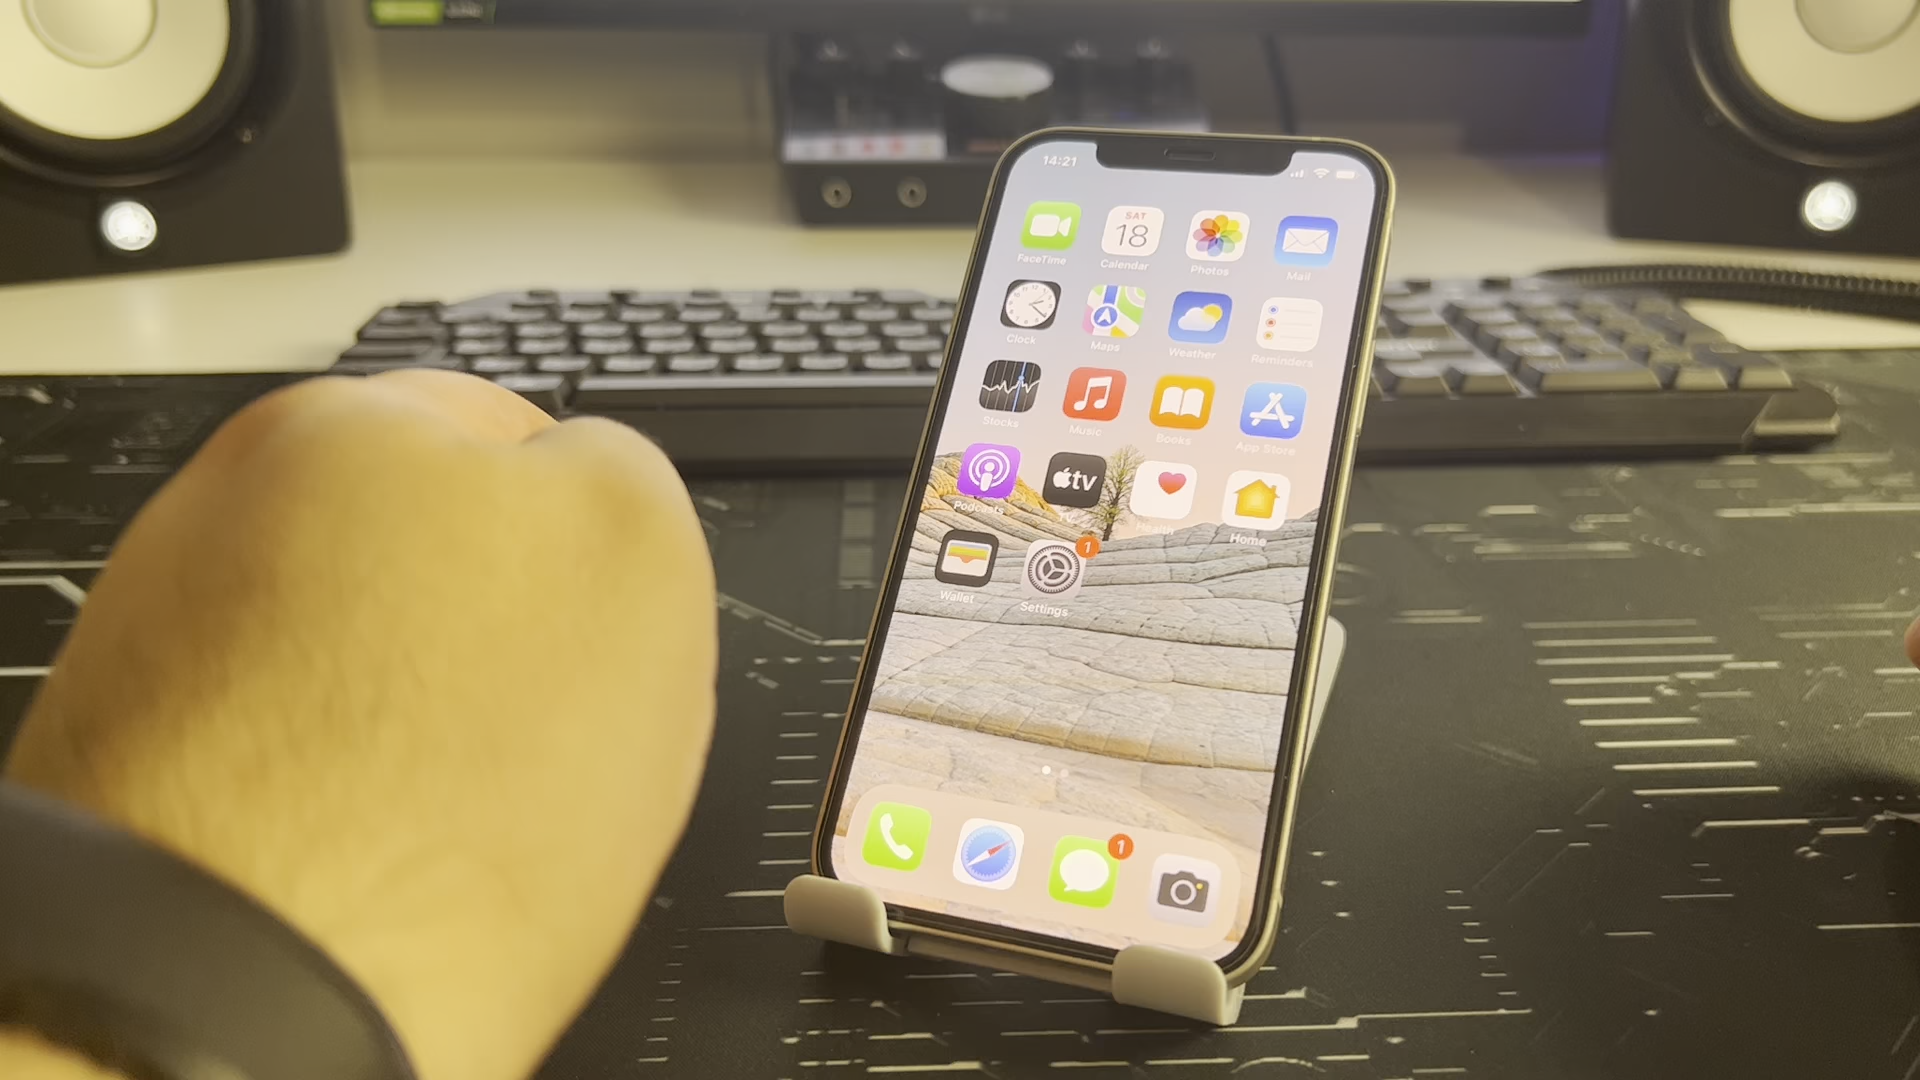 14:21
SAT
18
FaceTime
Calendar
Photos
Mail
Clock
Maps
Weather
Reminders
Stocks
Music
Books
App Store
tv
Podcasts
TV
Health
Home
1
Wallet
Settings
1